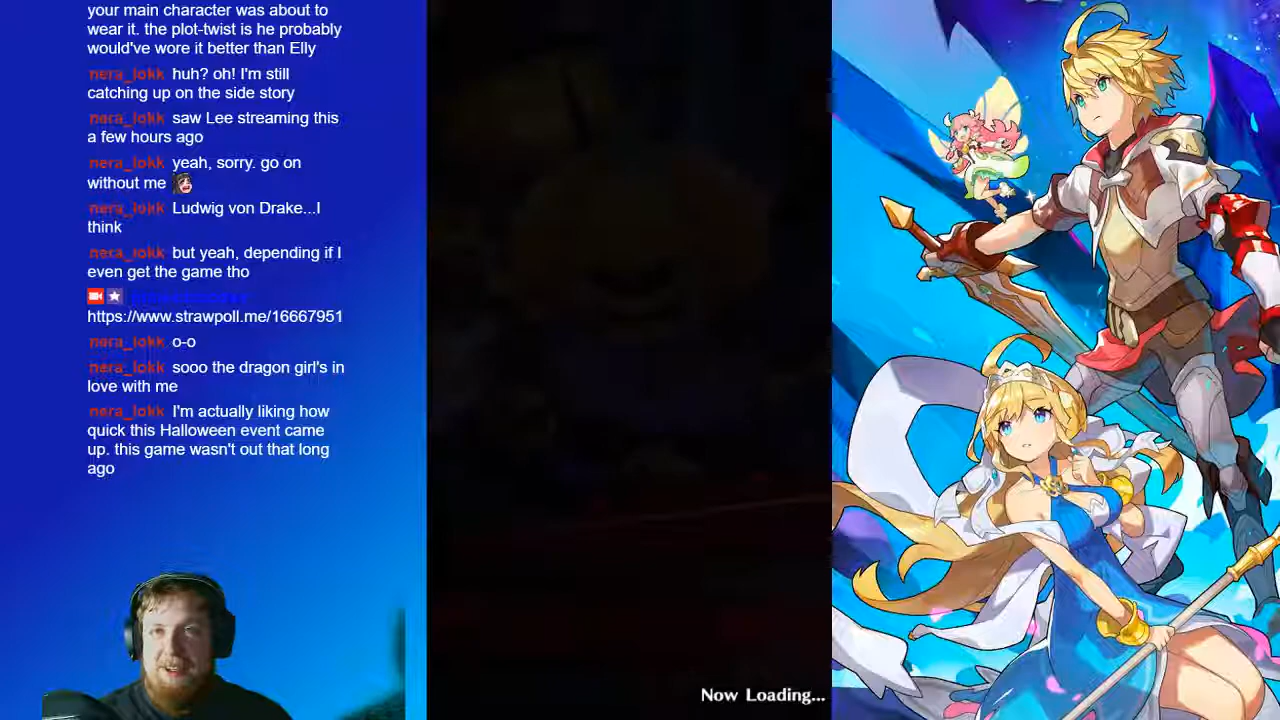 your main character was about to
wear it. the plot-twist is he probably
would've wore it better than Elly
nera_lokk huh? oh! I'm still
catching up on the side story
nera_lokk saw Lee streaming this
a few hours ago
nera_lokk yeah, sorry. go on
without me
nera_lokk Ludwig von Drake...I
think
nera_lokk but yeah, depending if I
even get the game tho
https://www.strawpoll.me/16667951
nera_lokk o-o
nera_lokk sooo the dragon girl's in
love with me
nera_lokk I'm actually liking how
quick this Halloween event came
up. this game wasn't out that long
ago
Now Loading...